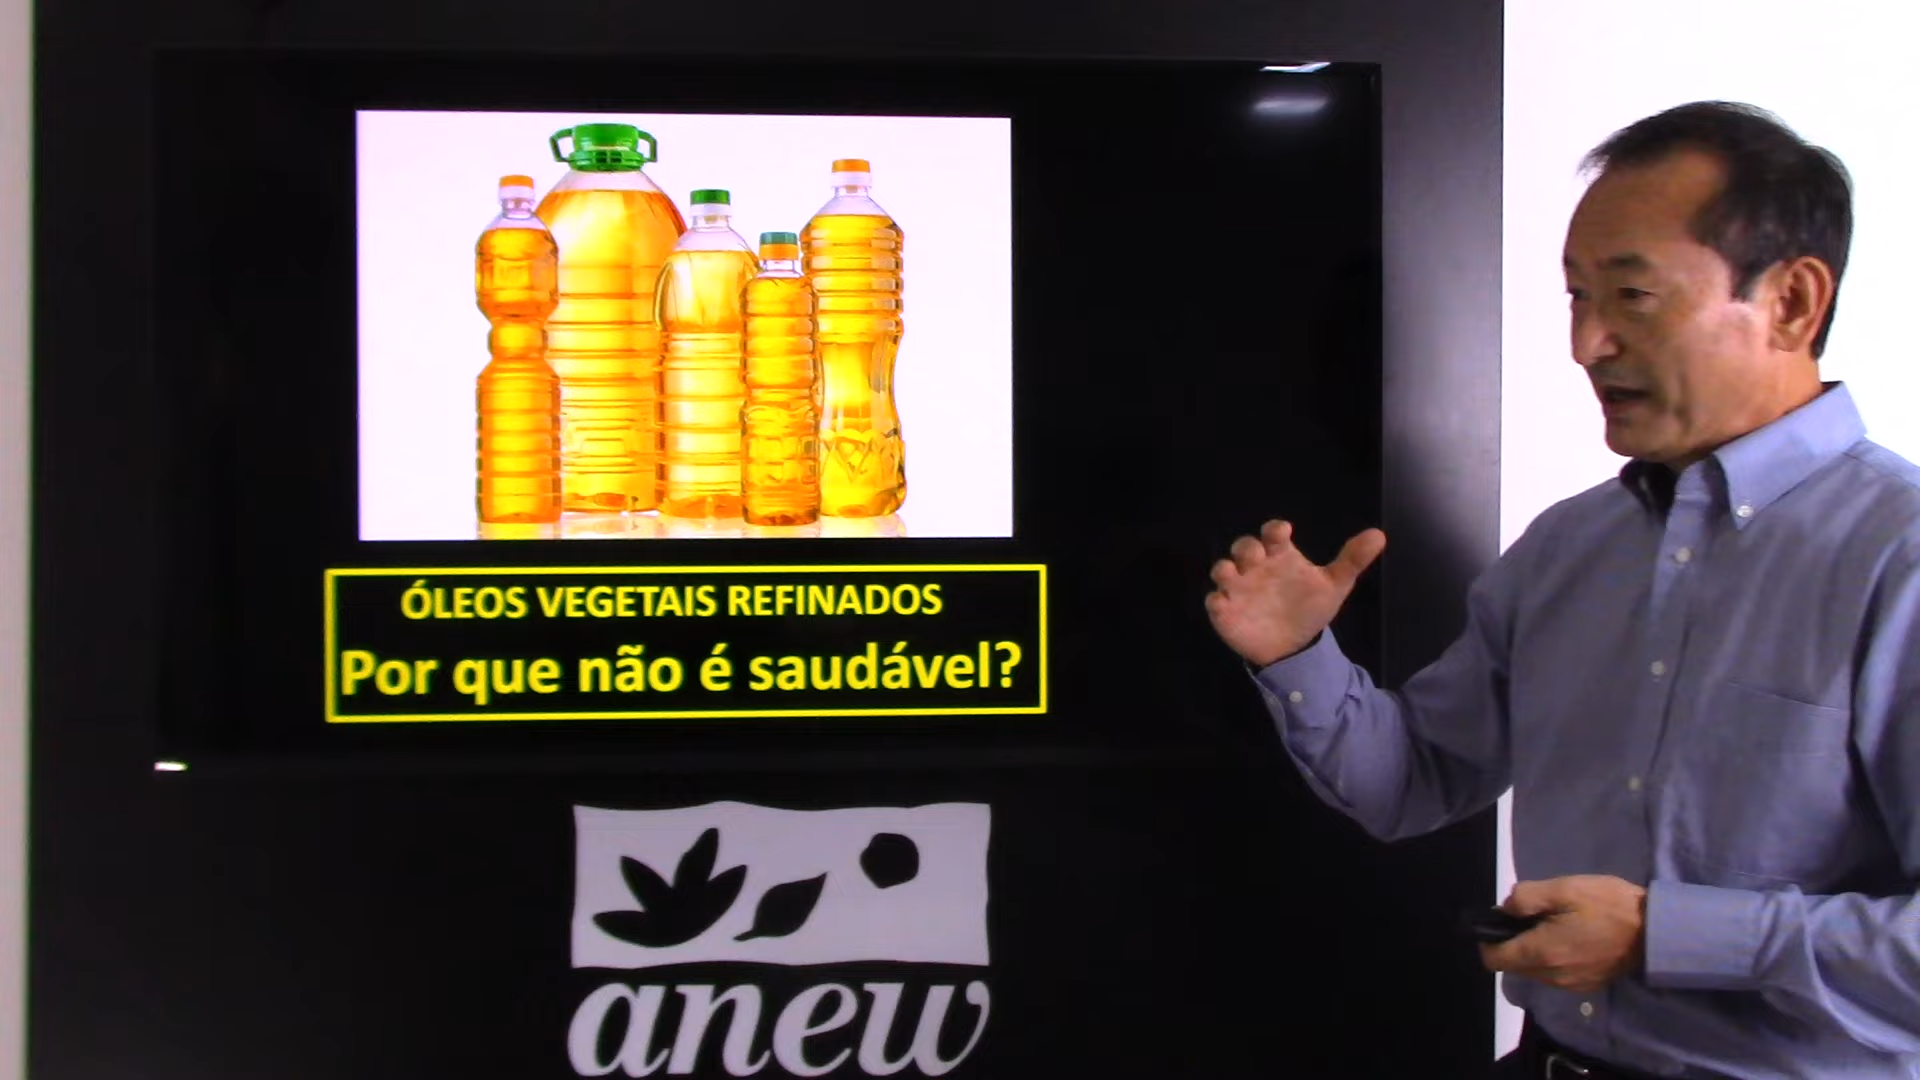 ÓLEOS VEGETAIS REFINADOS
Por que não é saudável?
anew